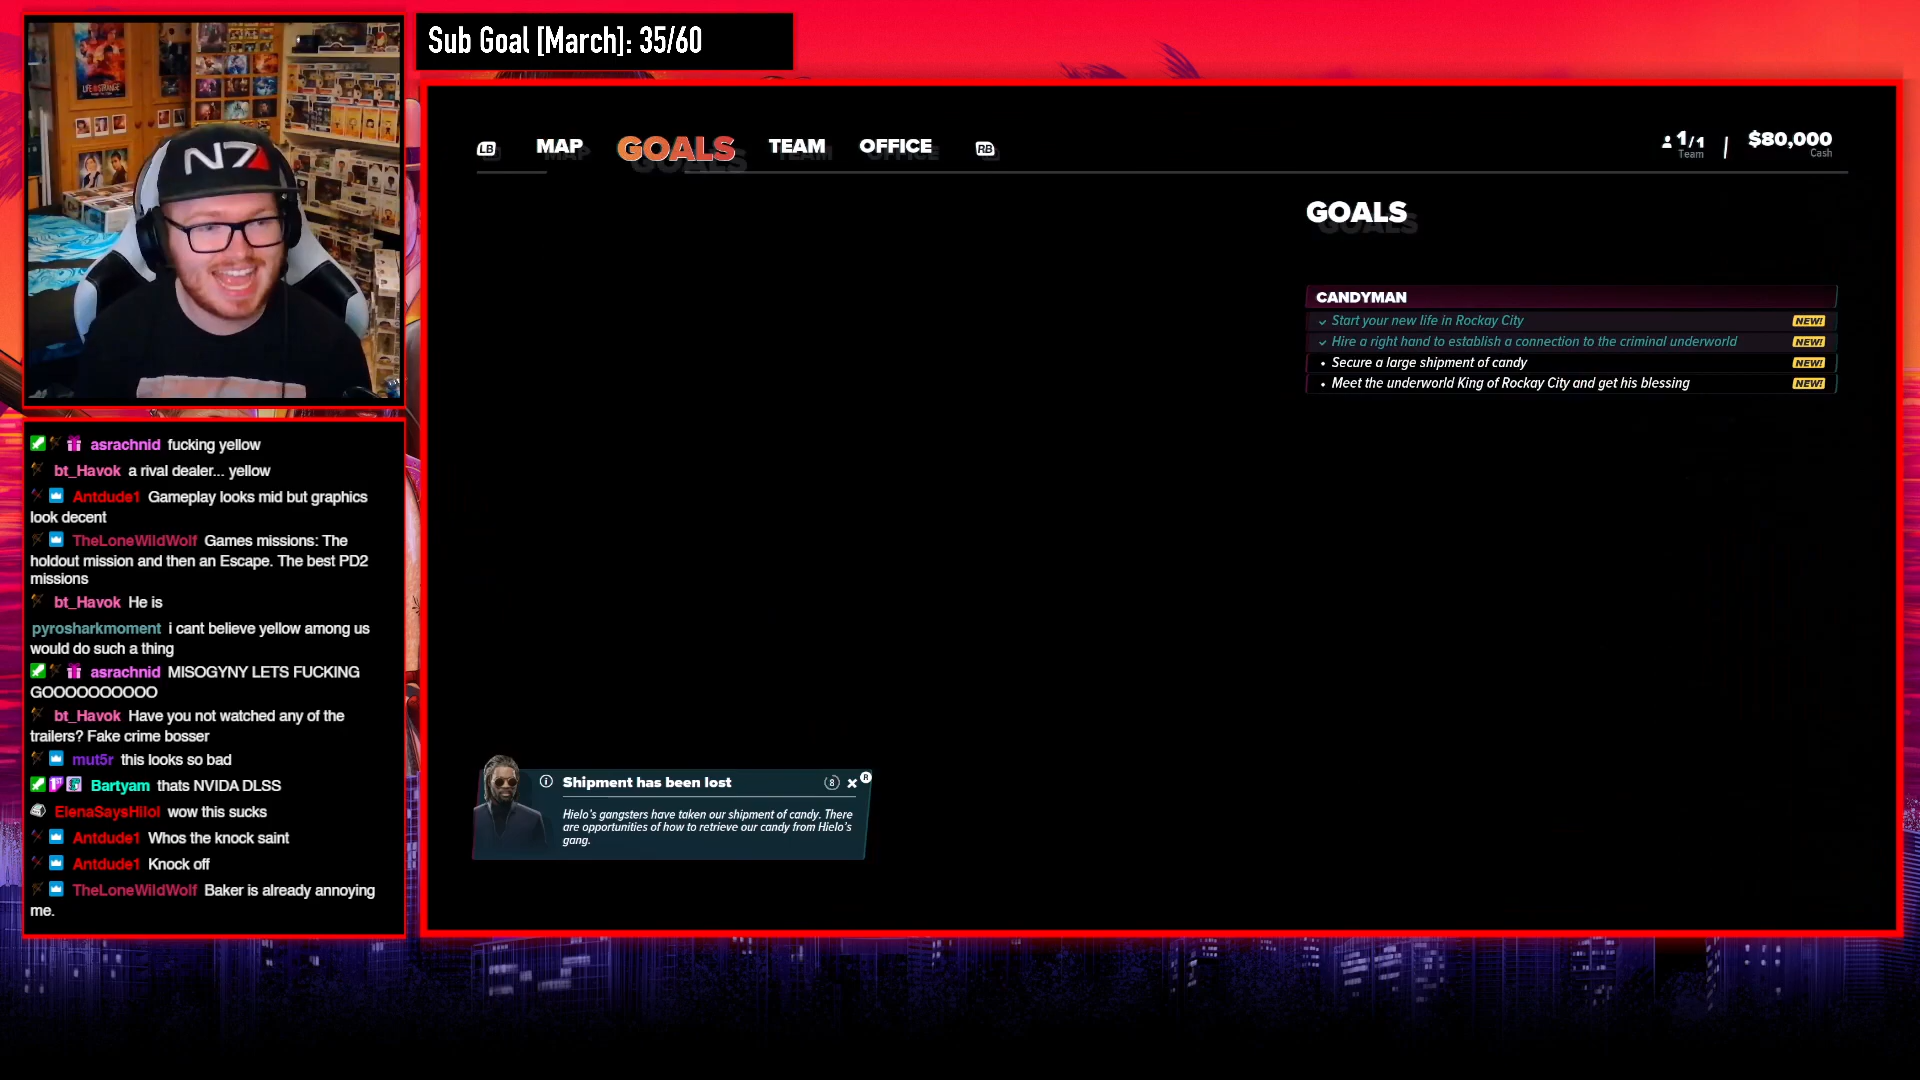 Sub Goal [March]: 35/60
LIFE IS STRANGE
N7
LB
MAP
GOALS
TEAM
OFFICE
RB
1/1
Team
$80,000
Cash
GOALS
CANDYMAN
Start your new life in Rockay City NEW!
Hire a right hand to establish a connection to the criminal underworld NEW!
Secure a large shipment of candy NEW!
Meet the underworld King of Rockay City and get his blessing NEW!
asrachnid fucking yellow
bt_Havok a rival dealer... yellow
Antdude1 Gameplay looks mid but graphics
look decent
TheLoneWildWolf Games missions: The
holdout mission and then an Escape. The best PD2
missions
bt_Havok He is
pyrosharkmoment i cant believe yellow among us
would do such a thing
asrachnid MISOGYNY LETS FUCKING
GOOOOOOOOOO
bt_Havok Have you not watched any of the
trailers? Fake crime bosser
mut5r this looks so bad
Bartyam thats NVIDA DLSS
ElenaSaysHilol wow this sucks
Antdude1 Whos the knock saint
Antdude1 Knock off
TheLoneWildWolf Baker is already annoying
me.
Shipment has been lost
8
R
Hielo's gangsters have taken our shipment of candy. There
are opportunities of how to retrieve our candy from Hielo's
gang.